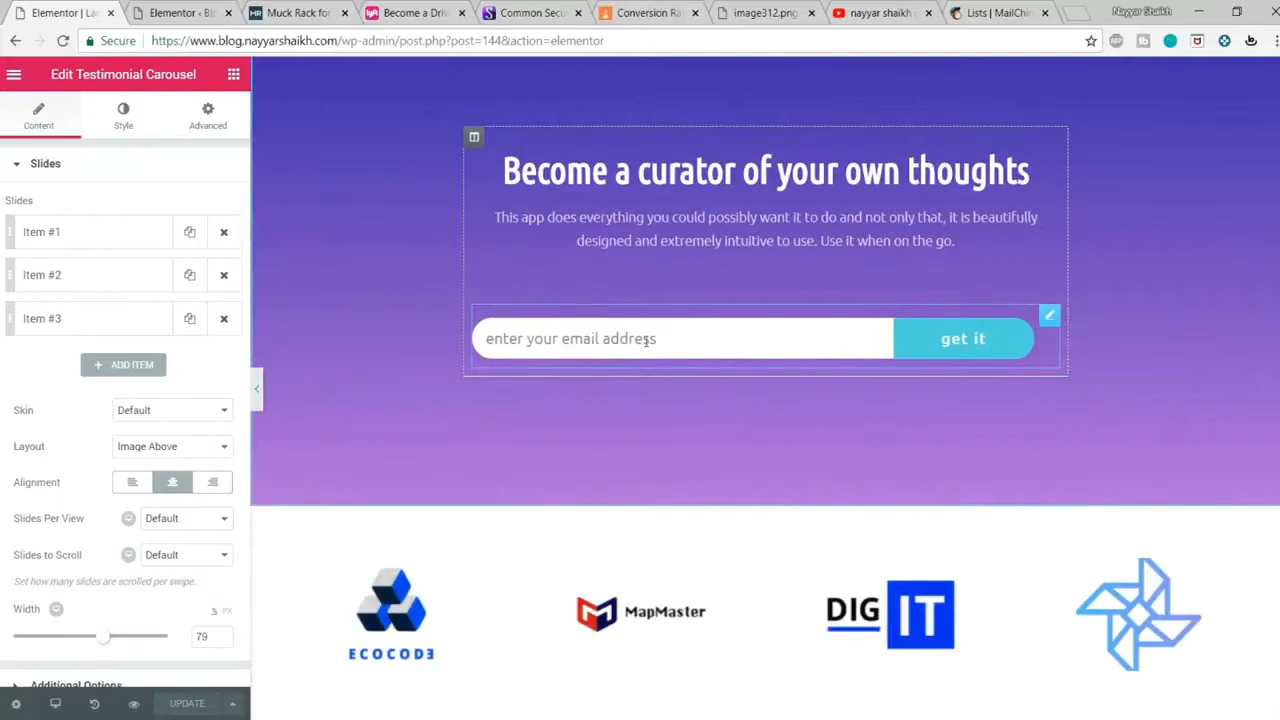 Elementor | La
Elementor ‹ Blo
Muck Rack for
Become a Driv
Common Secu
Conversion Ra
image312.png
nayyar shaikh
Lists | MailChin
Nayyar Shaikh
Secure
https://www.blog.nayyarshaikh.com/wp-admin/post.php?post=144&action=elementor
Edit Testimonial Carousel
Content
Style
Advanced
Slides
Slides
Item #1
Item #2
Item #3
+ ADD ITEM
Skin
Default
Layout
Image Above
Alignment
Slides Per View
Default
Slides to Scroll
Default
Set how many slides are scrolled per swipe.
Width
% PX
79
Additional Options
UPDATE
Become a curator of your own thoughts
This app does everything you could possibly want it to do and not only that, it is beautifully
designed and extremely intuitive to use. Use it when on the go.
enter your email address
get it
ECOCOD3
MapMaster
DIG IT